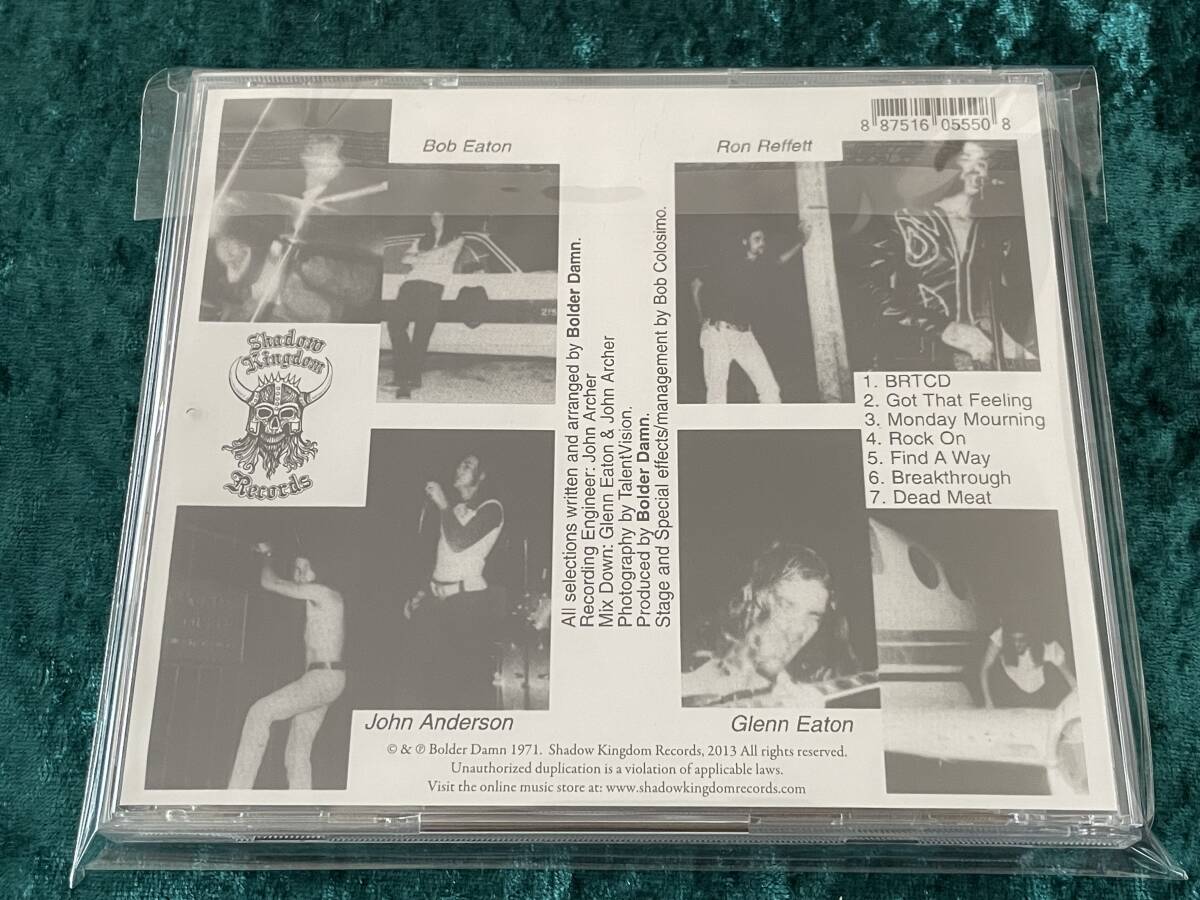 8 87516 05550 8
Bob Eaton
Ron Reffett
Shadow
Kingdom
Records
All selections written and arranged by Bolder Damn.
Recording Engineer: John Archer
Mix Down: Glenn Eaton & John Archer
Photography by TalentVision.
Produced by Bolder Damn.
Stage and Special effects/management by Bob Colosimo.
1. BRTCD
2. Got That Feeling
3. Monday Mourning
4. Rock On
5. Find A Way
6. Breakthrough
7. Dead Meat
John Anderson
Glenn Eaton
© & ℗ Bolder Damn 1971. Shadow Kingdom Records, 2013 All rights reserved.
Unauthorized duplication is a violation of applicable laws.
Visit the online music store at: www.shadowkingdomrecords.com